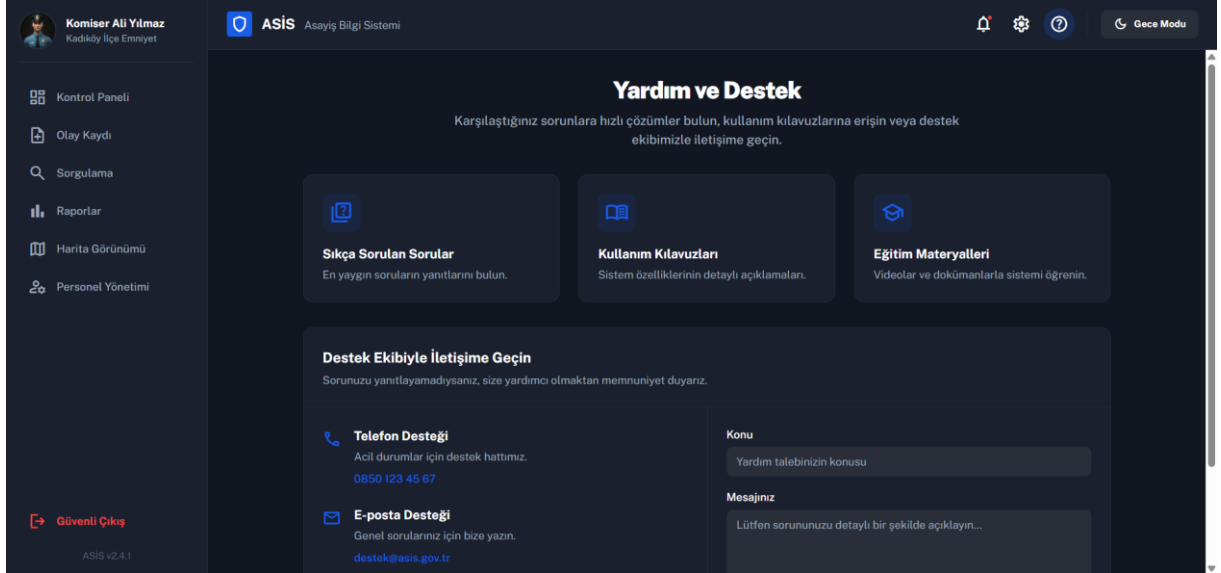 Komiser Ali Yılmaz
Kadıköy İlçe Emniyet
Kontrol Paneli
Olay Kaydı
Sorgulama
Raporlar
Harita Görünümü
Personel Yönetimi
Güvenli Çıkış
ASİS v2.4.1
ASİS Asayiş Bilgi Sistemi
Gece Modu
Yardım ve Destek
Karşılaştığınız sorunlara hızlı çözümler bulun, kullanım kılavuzlarına erişin veya destek
ekibimizle iletişime geçin.
Sıkça Sorulan Sorular
En yaygın soruların yanıtlarını bulun.
Kullanım Kılavuzları
Sistem özelliklerinin detaylı açıklamaları.
Eğitim Materyalleri
Videolar ve dokümanlarla sistemi öğrenin.
Destek Ekibiyle İletişime Geçin
Sorunuzu yanıtlayamadıysanız, size yardımcı olmaktan memnuniyet duyarız.
Telefon Desteği
Acil durumlar için destek hattımız.
0850 123 45 67
E-posta Desteği
Genel sorularınız için bize yazın.
destek@asis.gov.tr
Konu
Yardım talebinizin konusu
Mesajınız
Lütfen sorununuzu detaylı bir şekilde açıklayın...